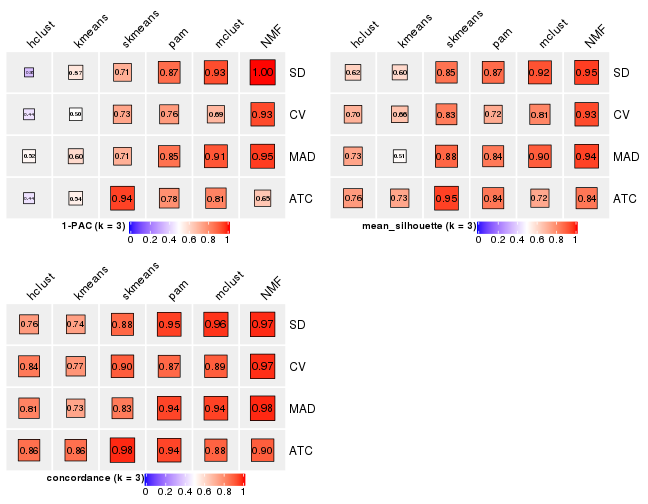 hclust kmeans skmeans pam mclust NMF
0.57 0.71 0.87 0.93 1.00 SD
0.44 0.50 0.73 0.76 0.69 0.93 CV
0.52 0.60 0.71 0.85 0.91 0.95 MAD
0.44 0.54 0.94 0.78 0.81 0.65 ATC
1-PAC (k = 3)
0 0.2 0.4 0.6 0.8 1
hclust kmeans skmeans pam mclust NMF
0.62 0.60 0.85 0.87 0.92 0.95 SD
0.70 0.66 0.83 0.72 0.81 0.93 CV
0.73 0.51 0.88 0.84 0.90 0.94 MAD
0.76 0.73 0.95 0.84 0.72 0.84 ATC
mean_silhouette (k = 3)
0 0.2 0.4 0.6 0.8 1
hclust kmeans skmeans pam mclust NMF
0.76 0.74 0.88 0.95 0.96 0.97 SD
0.84 0.77 0.90 0.87 0.89 0.97 CV
0.81 0.73 0.83 0.94 0.94 0.98 MAD
0.86 0.86 0.98 0.94 0.88 0.90 ATC
concordance (k = 3)
0 0.2 0.4 0.6 0.8 1